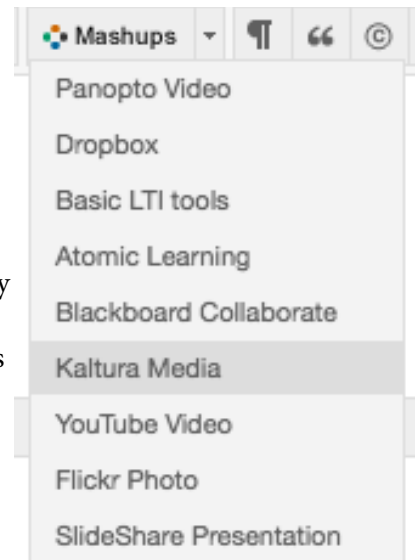 Mashups ¶ “ ©
Panopto Video
Dropbox
Basic LTI tools
Atomic Learning
y
Blackboard Collaborate
s
Kaltura Media
YouTube Video
Flickr Photo
SlideShare Presentation